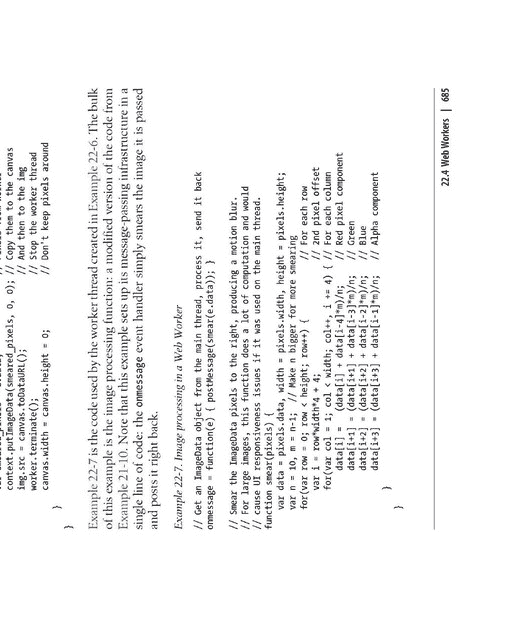 context.putImageData(smeared_pixels, 0, 0); // Copy them to the canvas
img.src = canvas.toDataURL(); // And then to the img
worker.terminate(); // Stop the worker thread
canvas.width = canvas.height = 0; // Don't keep pixels around
}
}
Example 22-7 is the code used by the worker thread created in Example 22-6. The bulk
of this example is the image processing function: a modified version of the code from
Example 21-10. Note that this example sets up its message-passing infrastructure in a
single line of code: the onmessage event handler simply smears the image it is passed
and posts it right back.
Example 22-7. Image processing in a Web Worker
// Get an ImageData object from the main thread, process it, send it back
onmessage = function(e) { postMessage(smear(e.data)); }
// Smear the ImageData pixels to the right, producing a motion blur.
// For large images, this function does a lot of computation and would
// cause UI responsiveness issues if it was used on the main thread.
function smear(pixels) {
var data = pixels.data, width = pixels.width, height = pixels.height;
var n = 10, m = n-1; // Make n bigger for more smearing
for(var row = 0; row < height; row++) { // For each row
var i = row*width*4 + 4; // 2nd pixel offset
for(var col = 1; col < width; col++, i += 4) { // For each column
data[i] = (data[i] + data[i-4]*m)/n; // Red pixel component
data[i+1] = (data[i+1] + data[i-3]*m)/n; // Green
data[i+2] = (data[i+2] + data[i-2]*m)/n; // Blue
data[i+3] = (data[i+3] + data[i-1]*m)/n; // Alpha component
}
}
22.4 Web Workers | 685